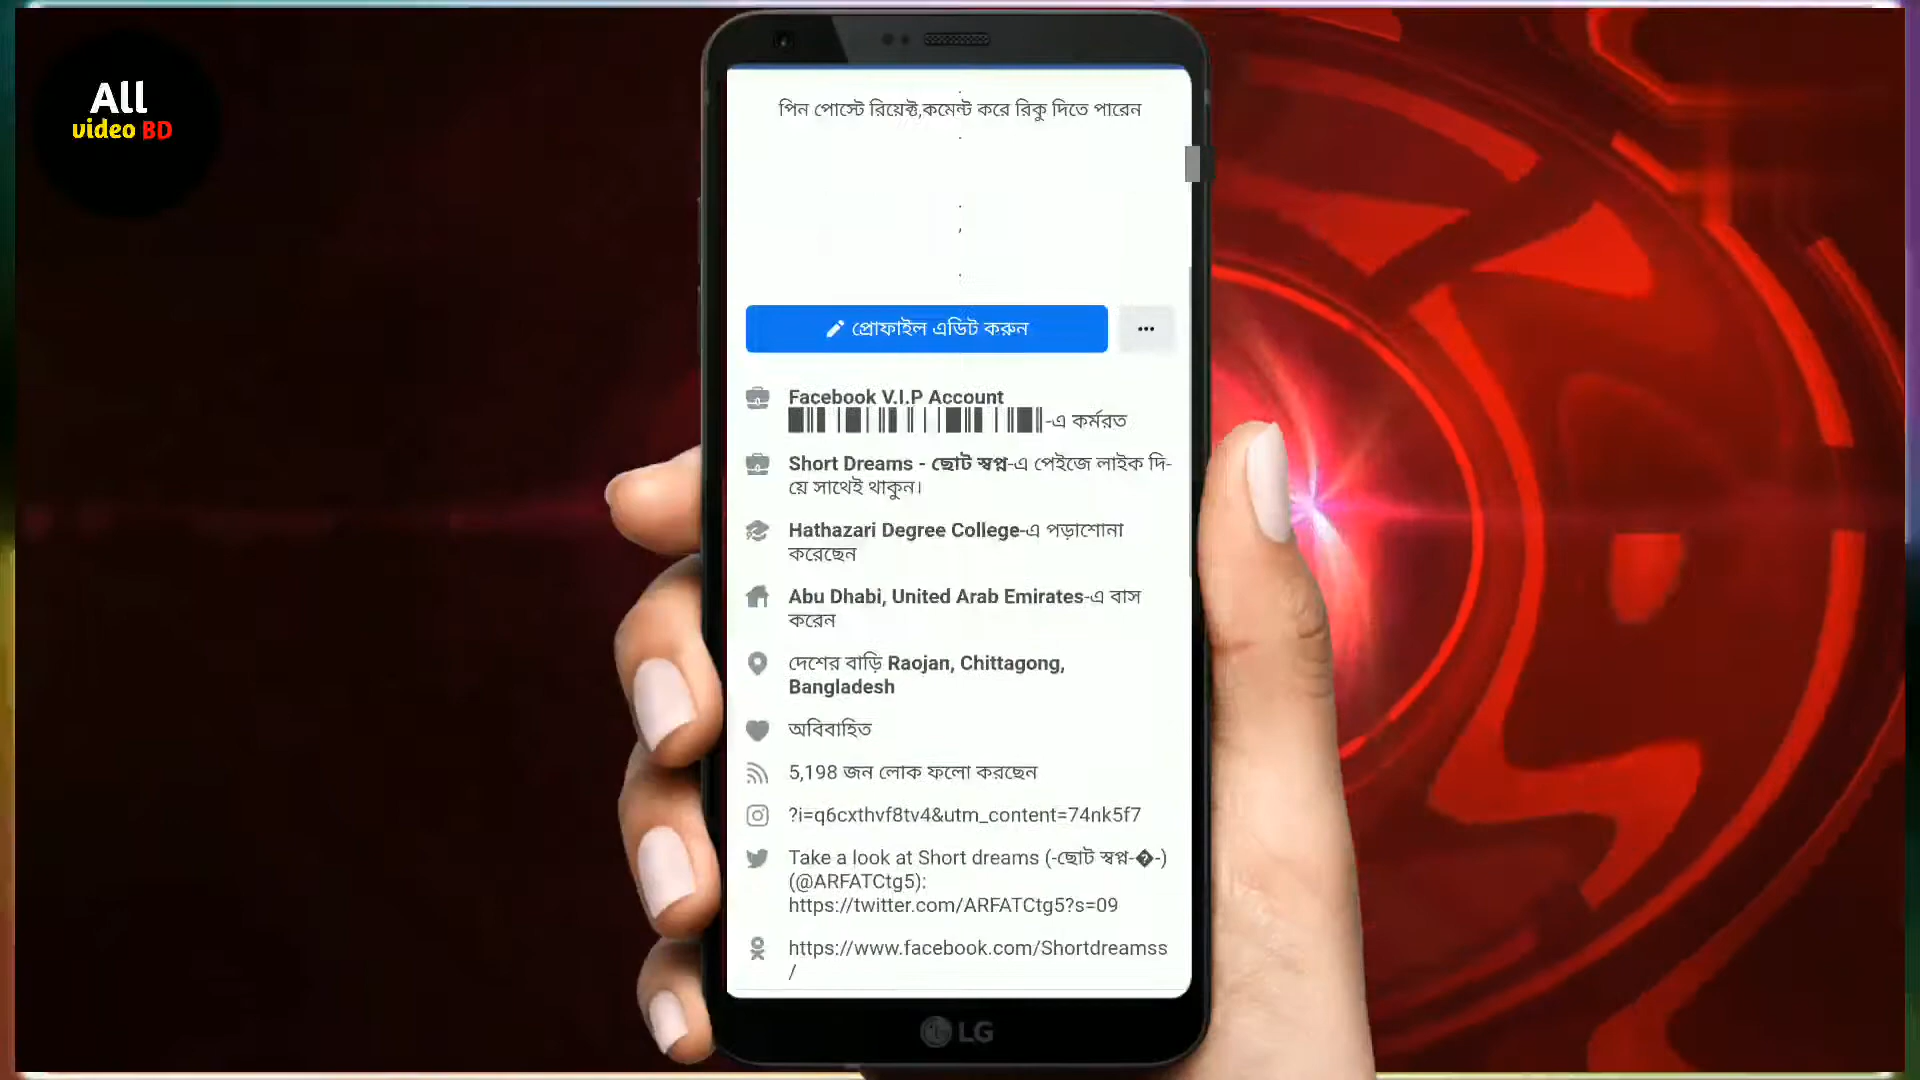 All
video BD
পিন পোস্টে রিয়েক্ট,কমেন্ট করে রিকু দিতে পারেন
প্রোফাইল এডিট করুন
Facebook V.I.P Account
-এ কর্মরত
Short Dreams - ছোট স্বপ্ন-এ পেইজে লাইক দি-
য়ে সাথেই থাকুন।
Hathazari Degree College-এ পড়াশোনা
করেছেন
Abu Dhabi, United Arab Emirates-এ বাস
করেন
দেশের বাড়ি Raojan, Chittagong,
Bangladesh
অবিবাহিত
5,198 জন লোক ফলো করছেন
?i=q6cxthvf8tv4&utm_content=74nk5f7
Take a look at Short dreams (-ছোট স্বপ্ন-�-)
(@ARFATCtg5):
https://twitter.com/ARFATCtg5?s=09
https://www.facebook.com/Shortdreamss
/
LG